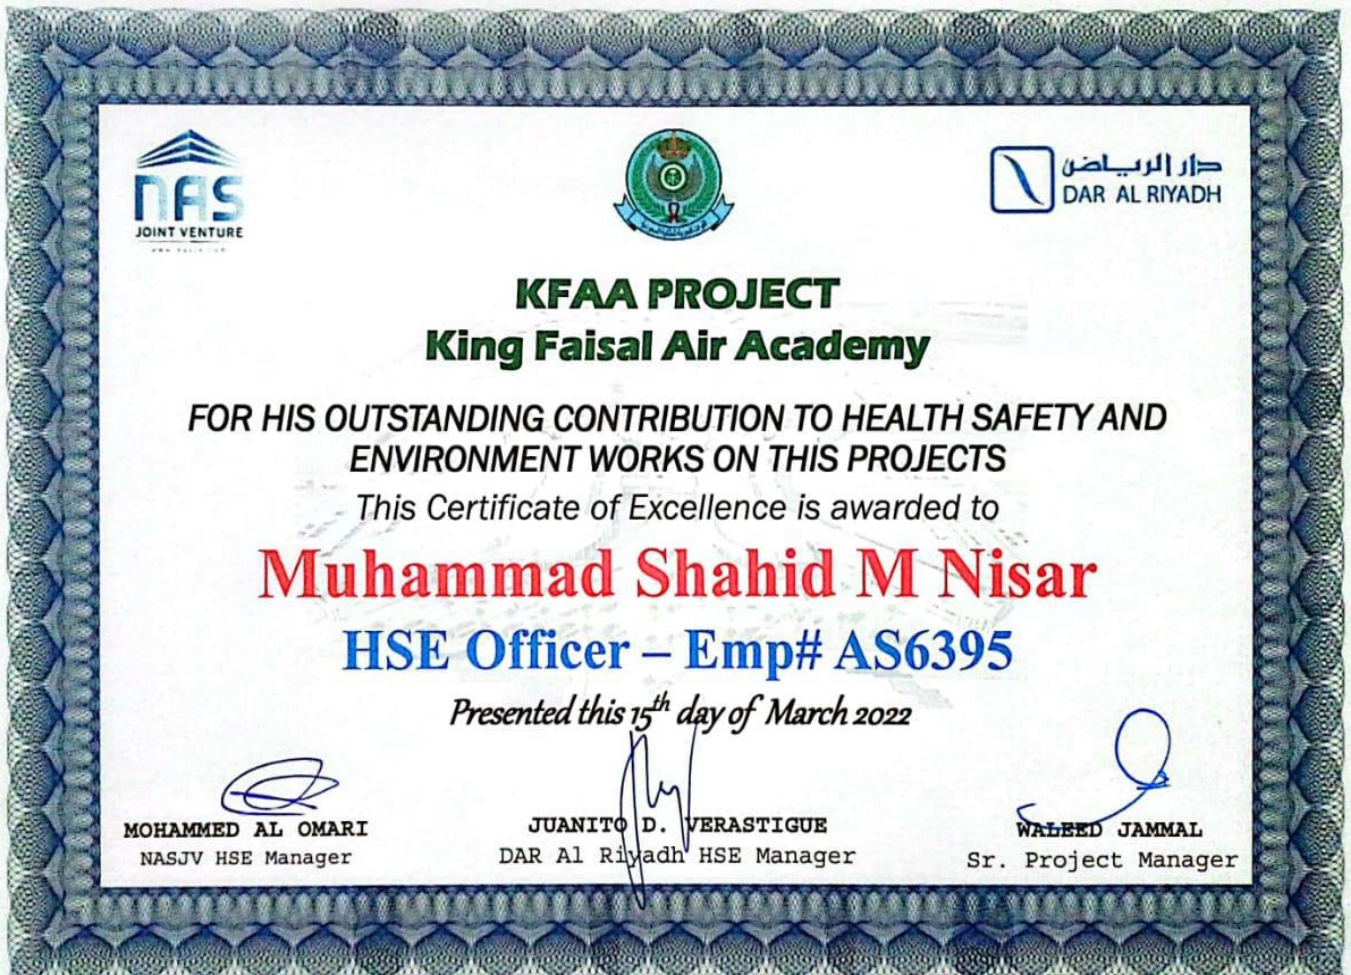 NAS
JOINT VENTURE
دار الرياض
DAR AL RIYADH
KFAA PROJECT
King Faisal Air Academy
FOR HIS OUTSTANDING CONTRIBUTION TO HEALTH SAFETY AND
ENVIRONMENT WORKS ON THIS PROJECTS
This Certificate of Excellence is awarded to
Muhammad Shahid M Nisar
HSE Officer – Emp# AS6395
Presented this 15th day of March 2022
MOHAMMED AL OMARI
NASJV HSE Manager
JUANITO D. VERASTIGUE
DAR Al Riyadh HSE Manager
WALEED JAMMAL
Sr. Project Manager